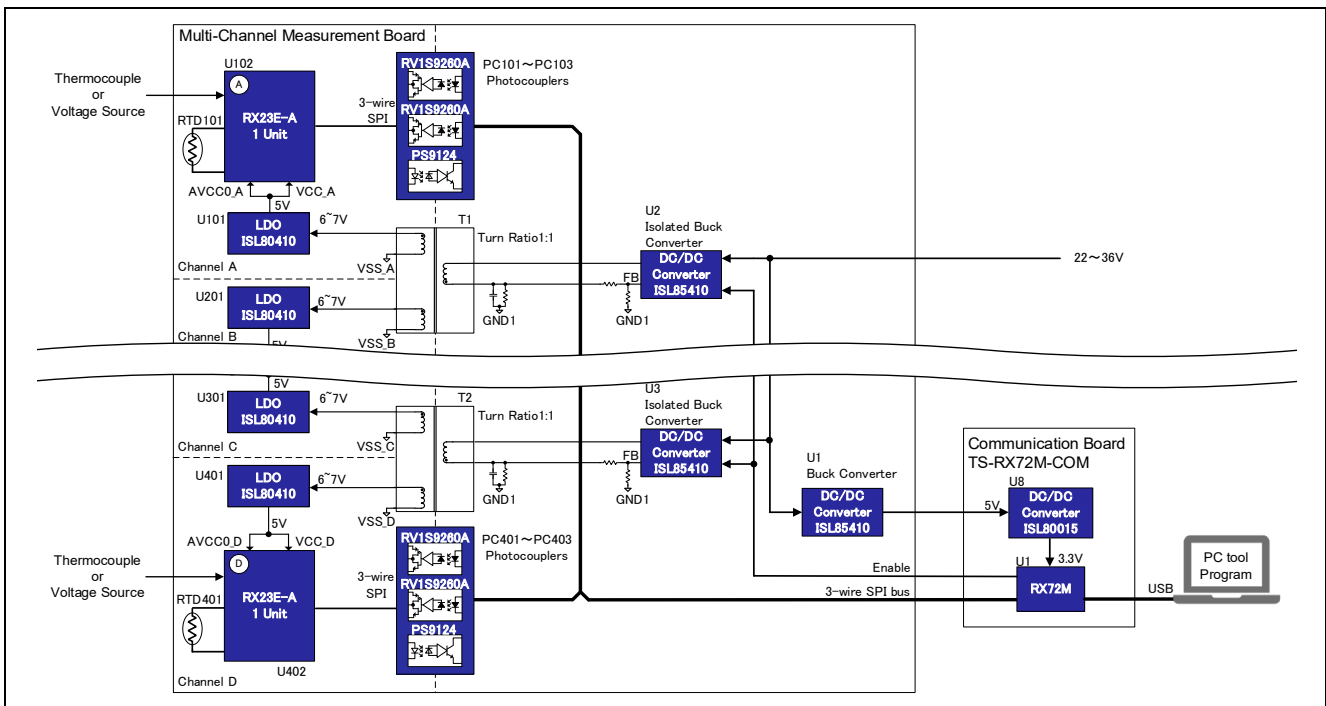 Multi-Channel Measurement Board
U102
A
RX23E-A
1 Unit
Thermocouple
or
Voltage Source
RTD101
3-wire
SPI
RV1S9260A
RV1S9260A
PS9124
PC101～PC103
Photocouplers
AVCC0_A
VCC_A
5V
U101
LDO
ISL80410
6~7V
VSS_A
Channel A
T1
Turn Ratio1:1
U2
Isolated Buck
Converter
DC/DC
Converter
ISL85410
FB
GND1
GND1
22～36V
U201
LDO
ISL80410
6~7V
VSS_B
Channel B
5V
5V
U301
LDO
ISL80410
6~7V
VSS_C
Channel C
T2
Turn Ratio1:1
U3
Isolated Buck
Converter
DC/DC
Converter
ISL85410
FB
GND1
GND1
U401
LDO
ISL80410
6~7V
VSS_D
5V
AVCC0_D
VCC_D
D
RX23E-A
1 Unit
U402
Thermocouple
or
Voltage Source
RTD401
Channel D
3-wire
SPI
RV1S9260A
RV1S9260A
PS9124
PC401～PC403
Photocouplers
U1
Buck Converter
DC/DC
Converter
ISL85410
5V
Communication Board
TS-RX72M-COM
U8
DC/DC
Converter
ISL80015
3.3V
U1
RX72M
Enable
3-wire SPI bus
USB
PC tool
Program